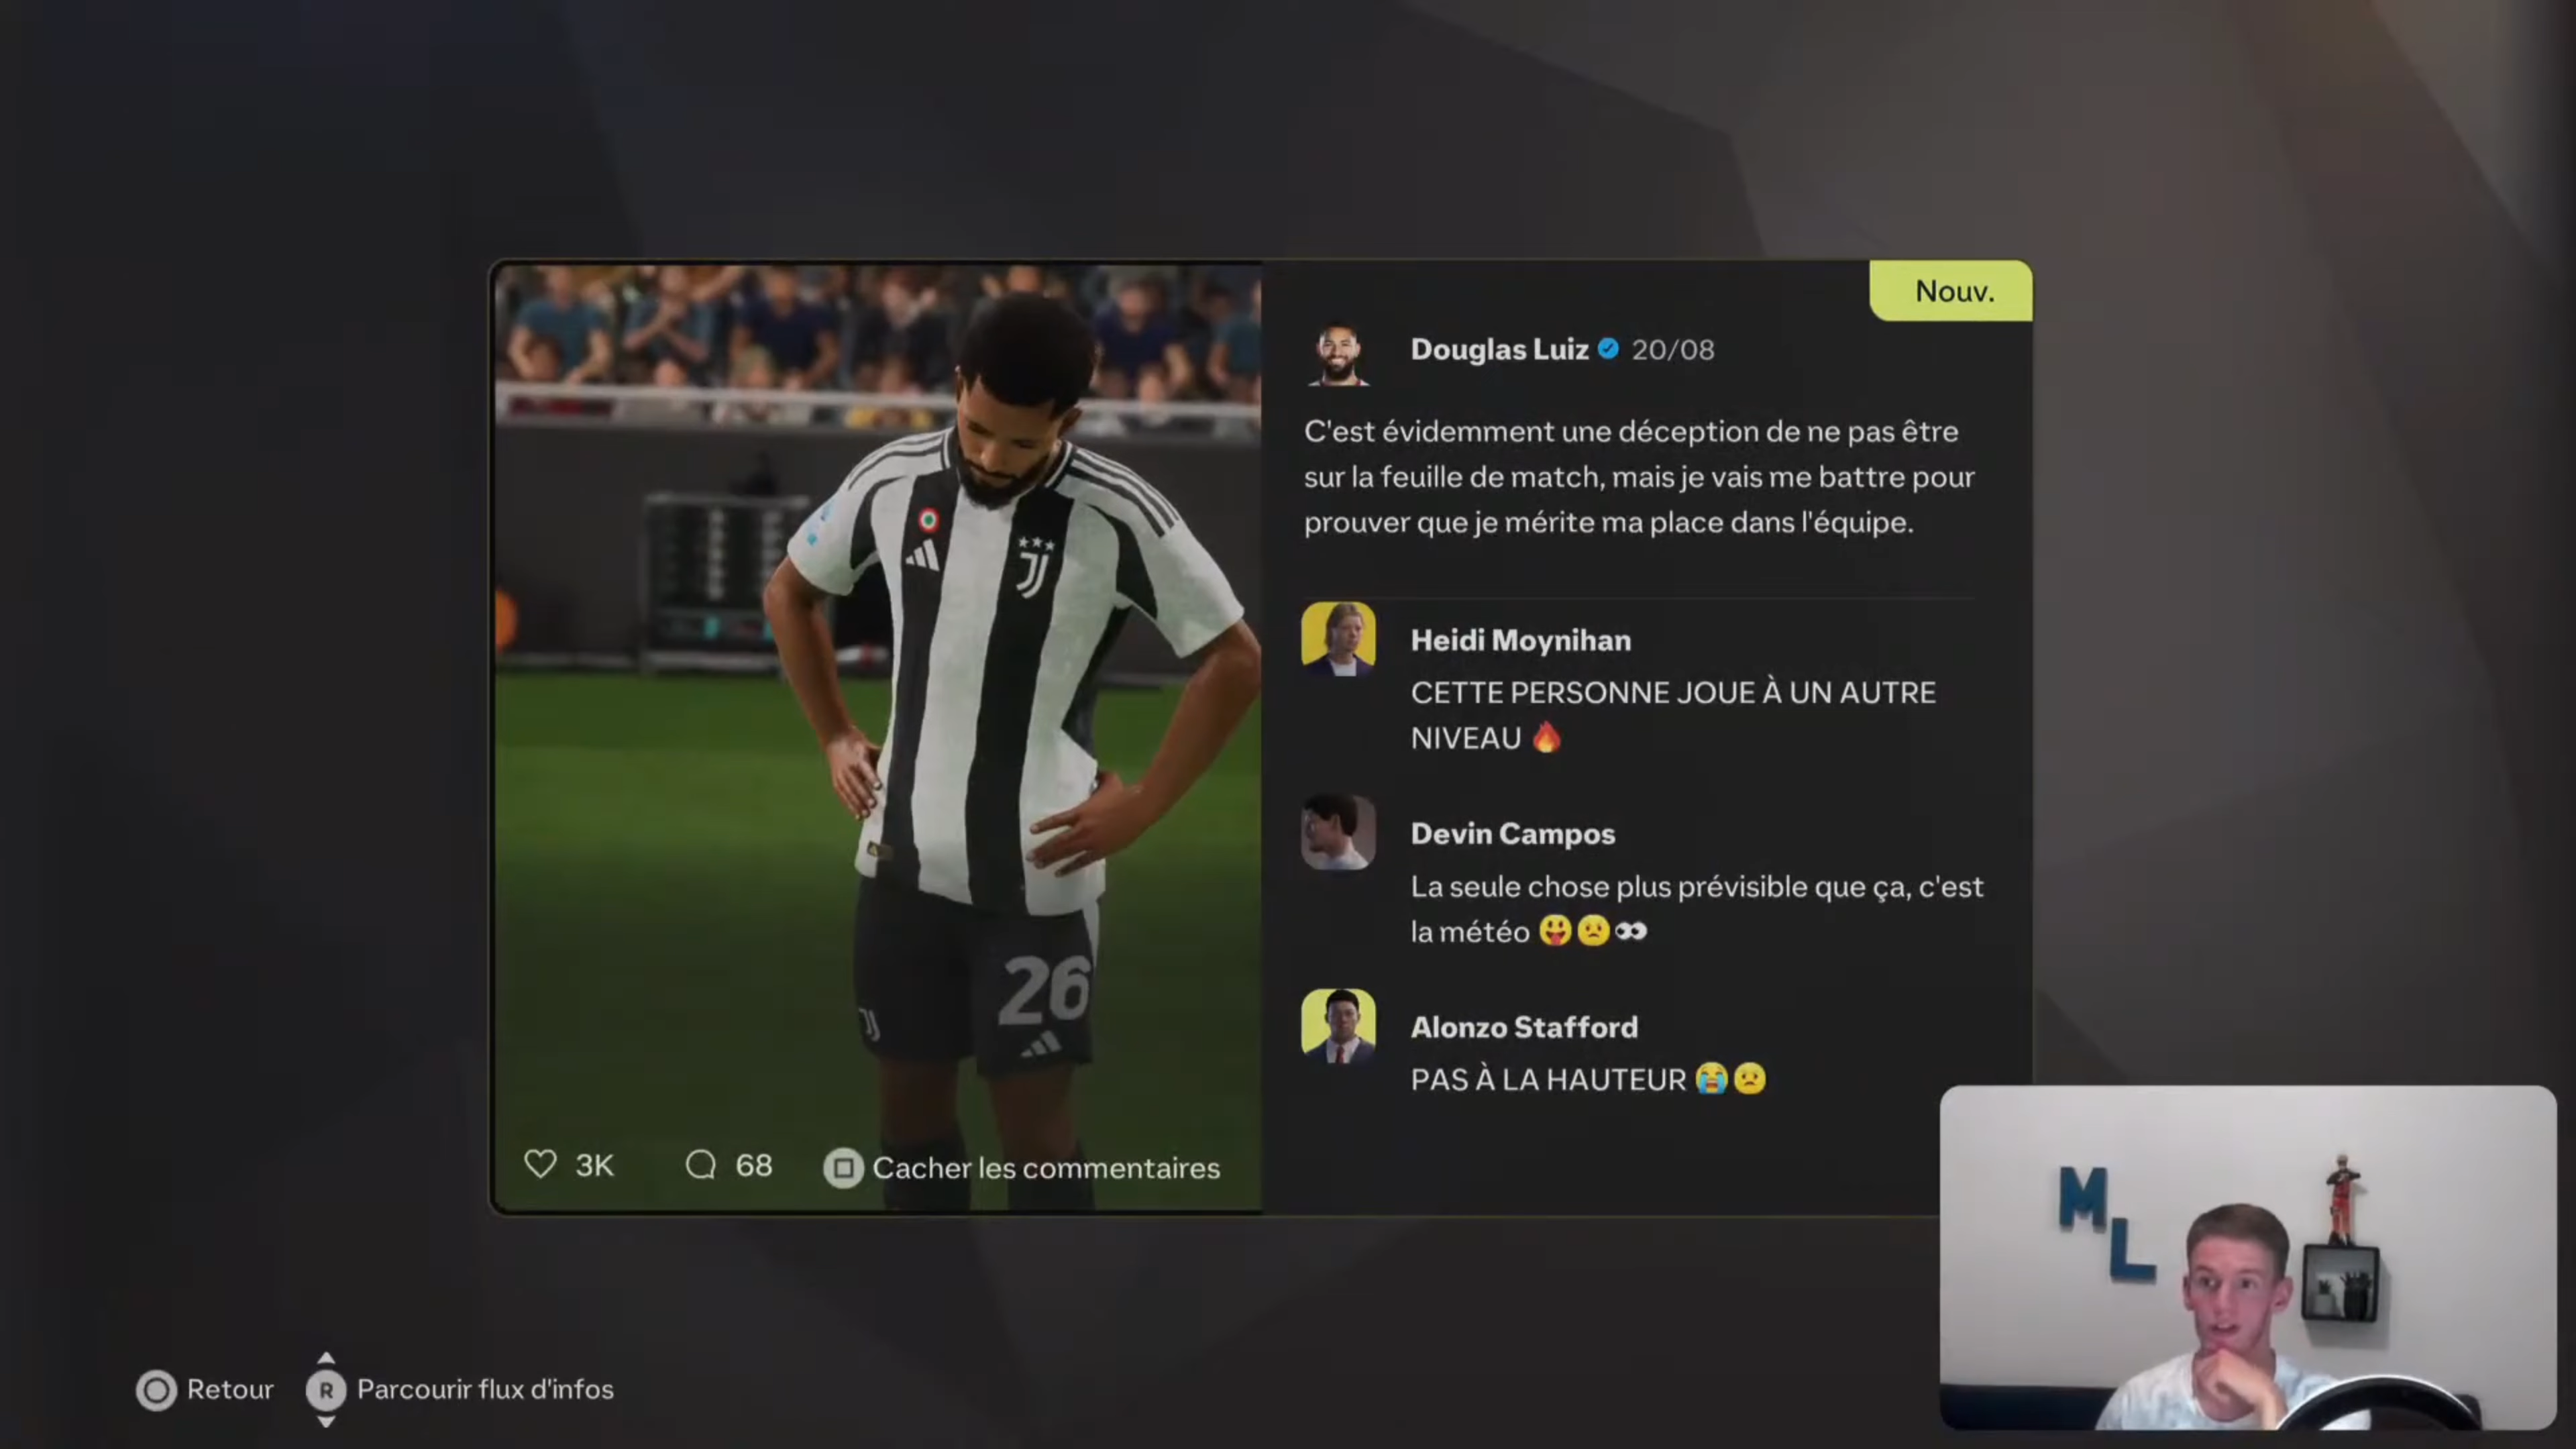 Nouv.
Douglas Luiz 20/08
C'est évidemment une déception de ne pas être
sur la feuille de match, mais je vais me battre pour
prouver que je mérite ma place dans l'équipe.
Heidi Moynihan
CETTE PERSONNE JOUE À UN AUTRE
NIVEAU 🔥
Devin Campos
La seule chose plus prévisible que ça, c'est
la météo 😛😟👀
Alonzo Stafford
PAS À LA HAUTEUR 😭😟
26
3K 68 Cacher les commentaires
M
L
Retour R Parcourir flux d'infos